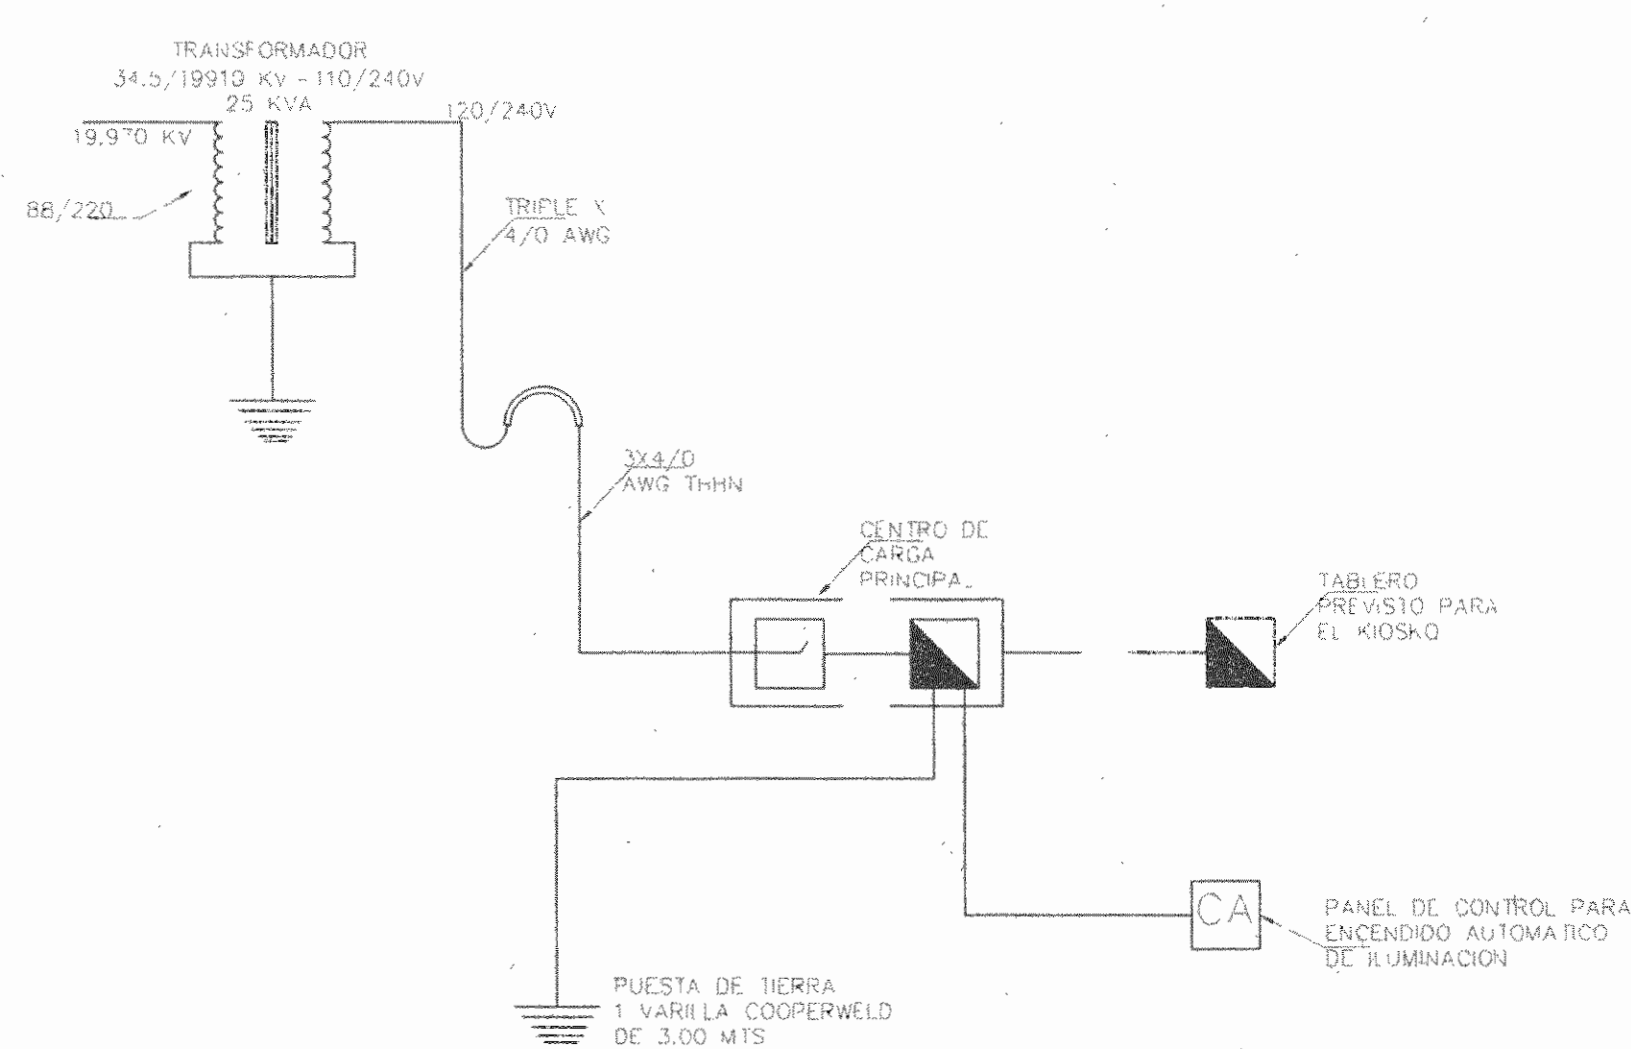 TRANSFORMADOR
34.5/19910 KV - 110/240V
25 KVA
120/240V
19.970 KV
88/220
TRIPLE X
4/0 AWG
3X4/0
AWG THHN
CENTRO DE
CARGA
PRINCIPAL
TABLERO
PREVISTO PARA
EL KIOSKO
CA
PANEL DE CONTROL PARA
ENCENDIDO AUTOMATICO
DE ILUMINACION
PUESTA DE TIERRA
1 VARILLA COOPERWELD
DE 3.00 MTS